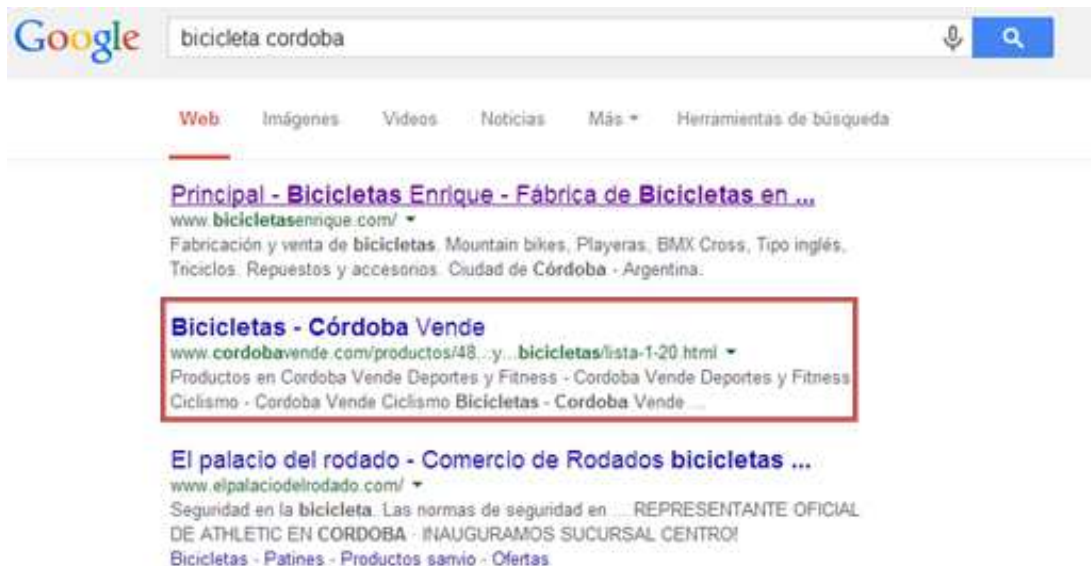 Google bicicleta cordoba
Web Imágenes Videos Noticias Más Herramientas de búsqueda
Principal - Bicicletas Enrique - Fábrica de Bicicletas en ...
www.bicicletasenrique.com/
Fabricación y venta de bicicletas. Mountain bikes, Playeras, BMX Cross, Tipo inglés,
Triciclos. Repuestos y accesorios. Ciudad de Córdoba - Argentina.
Bicicletas - Córdoba Vende
www.cordobavende.com/productos/48...y...bicicletas/lista-1-20.html
Productos en Cordoba Vende Deportes y Fitness - Cordoba Vende Deportes y Fitness
Ciclismo - Cordoba Vende Ciclismo Bicicletas - Cordoba Vende ...
El palacio del rodado - Comercio de Rodados bicicletas ...
www.elpalaciodelrodado.com/
Seguridad en la bicicleta. Las normas de seguridad en ... REPRESENTANTE OFICIAL
DE ATHLETIC EN CORDOBA · INAUGURAMOS SUCURSAL CENTRO!
Bicicletas - Patines - Productos sanvio - Ofertas